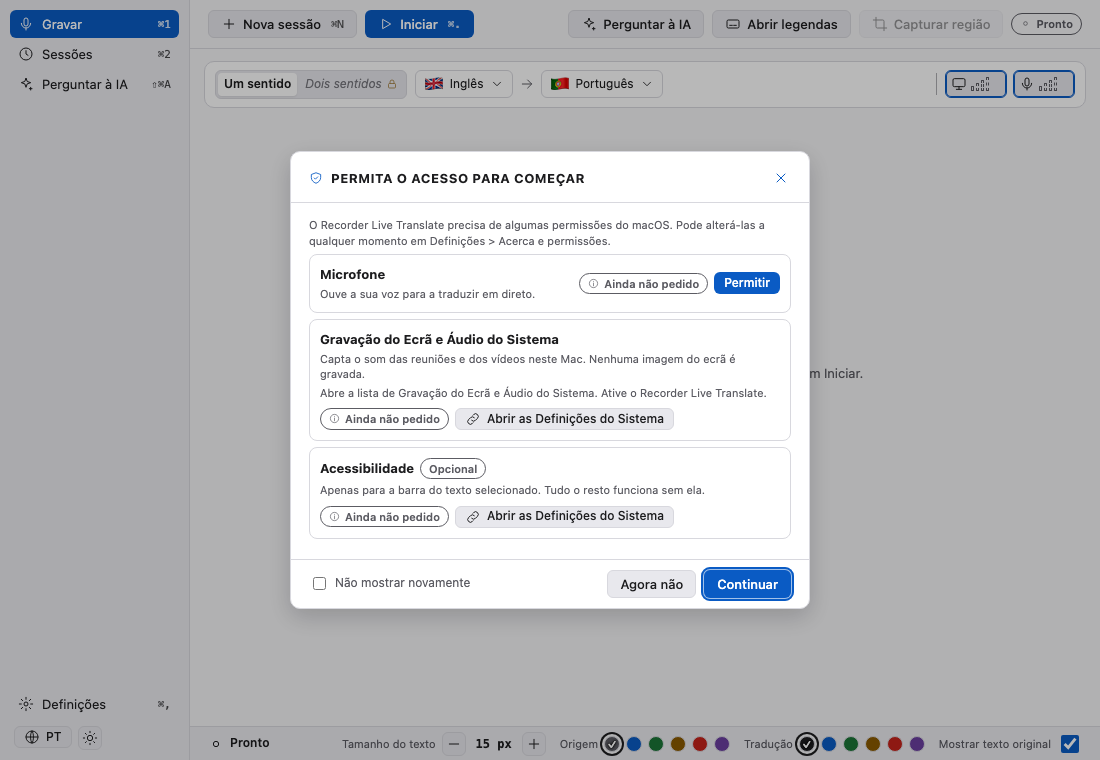 Gravar ⌘1
Nova sessão ⌘N
Iniciar ⌘.
Perguntar à IA
Abrir legendas
Capturar região
Pronto
Sessões ⌘2
Perguntar à IA ⇧⌘A
Um sentido
Dois sentidos
Inglês
Português
PERMITA O ACESSO PARA COMEÇAR
O Recorder Live Translate precisa de algumas permissões do macOS. Pode alterá-las a
qualquer momento em Definições > Acerca e permissões.
Microfone
Ouve a sua voz para a traduzir em direto.
Ainda não pedido
Permitir
Gravação do Ecrã e Áudio do Sistema
Capta o som das reuniões e dos vídeos neste Mac. Nenhuma imagem do ecrã é
gravada.
Abre a lista de Gravação do Ecrã e Áudio do Sistema. Ative o Recorder Live Translate.
Ainda não pedido
Abrir as Definições do Sistema
Acessibilidade
Opcional
Apenas para a barra do texto selecionado. Tudo o resto funciona sem ela.
Ainda não pedido
Abrir as Definições do Sistema
Não mostrar novamente
Agora não
Continuar
Iniciar.
Definições ⌘,
PT
Pronto
Tamanho do texto
15 px
Origem
Tradução
Mostrar texto original